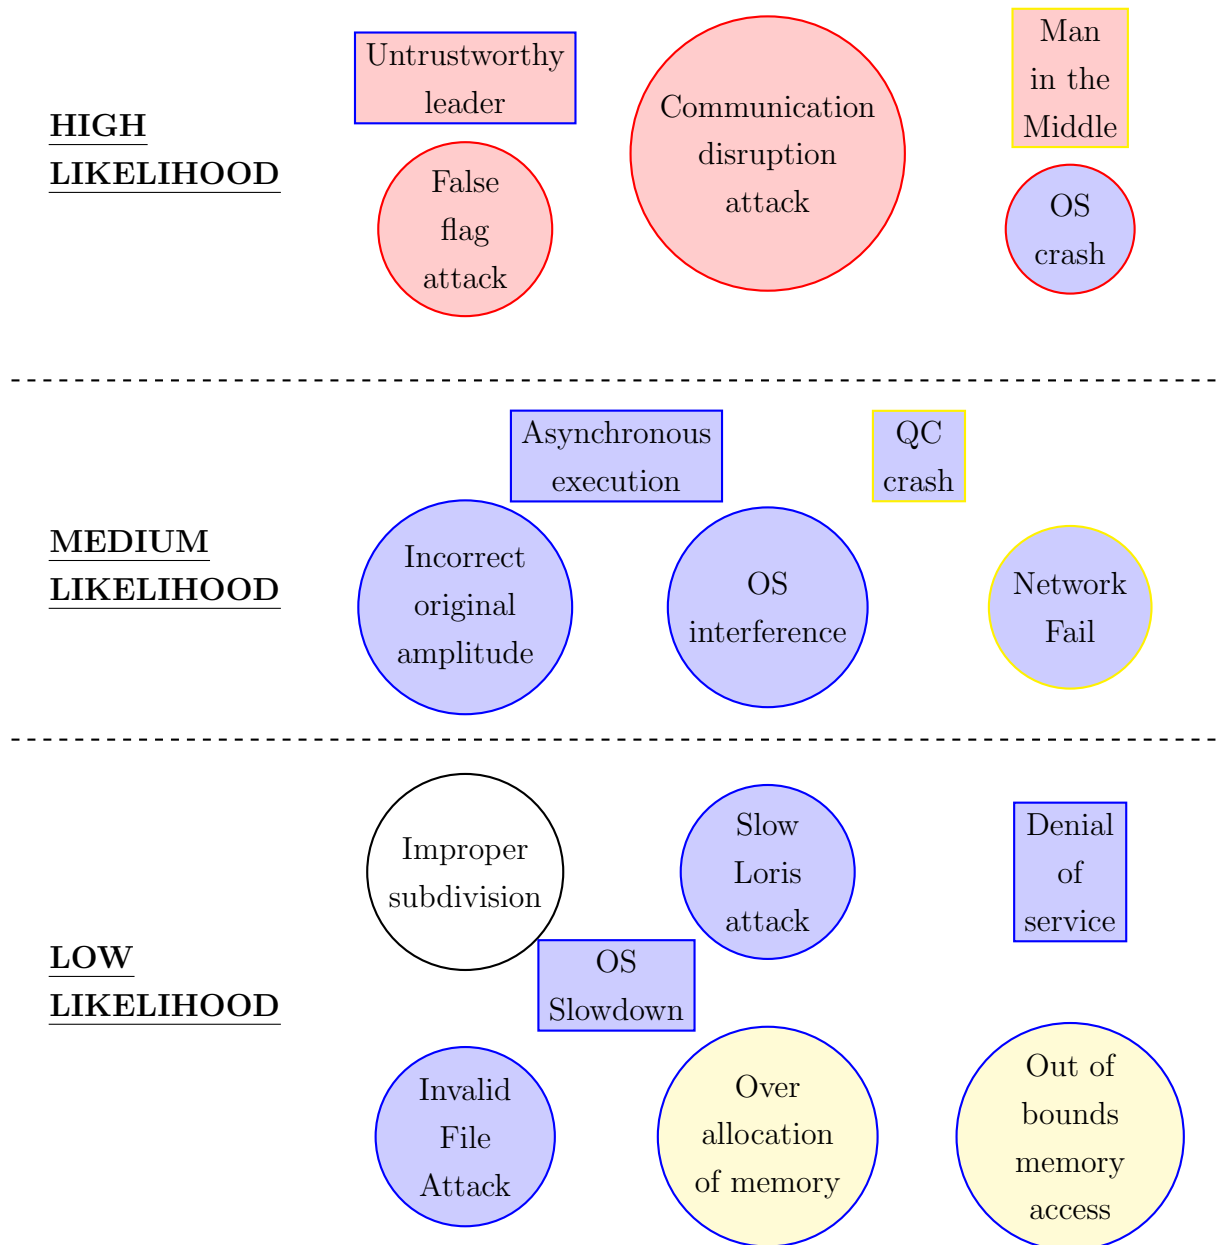 HIGH
LIKELIHOOD
Untrustworthy
leader
False
flag
attack
Communication
disruption
attack
Man
in the
Middle
OS
crash
MEDIUM
LIKELIHOOD
Asynchronous
execution
QC
crash
Incorrect
original
amplitude
OS
interference
Network
Fail
LOW
LIKELIHOOD
Improper
subdivision
Slow
Loris
attack
Denial
of
service
OS
Slowdown
Invalid
File
Attack
Over
allocation
of memory
Out of
bounds
memory
access